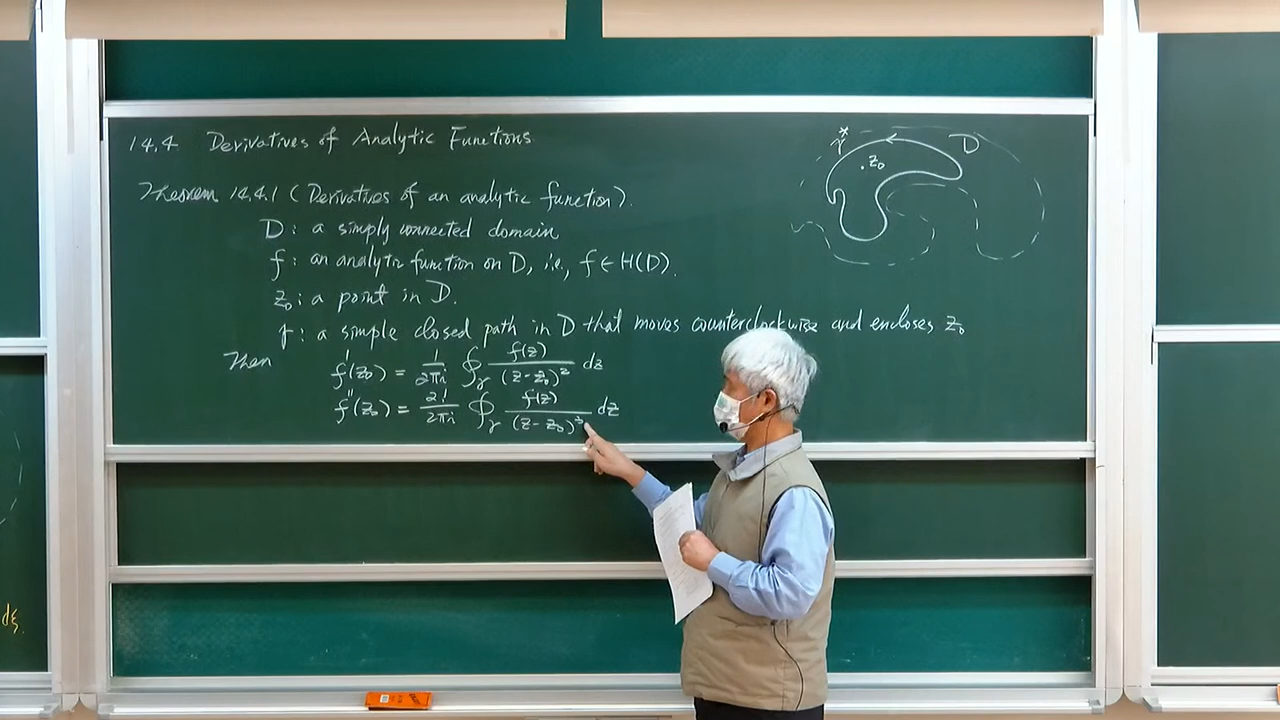 14.4 Derivatives of Analytic Functions
Theorem 14.4.1 (Derivatives of an analytic function).
D: a simply connected domain
f: an analytic function on D, i.e., f ∈ H(D).
z₀: a point in D.
γ: a simple closed path in D that moves counterclockwise and encloses z₀
Then
f'(z₀) = 1/2πi ∮_γ f(z)/(z-z₀)² dz
f''(z₀) = 2!/2πi ∮_γ f(z)/(z-z₀)³ dz
γ*
z₀
D
dξ.